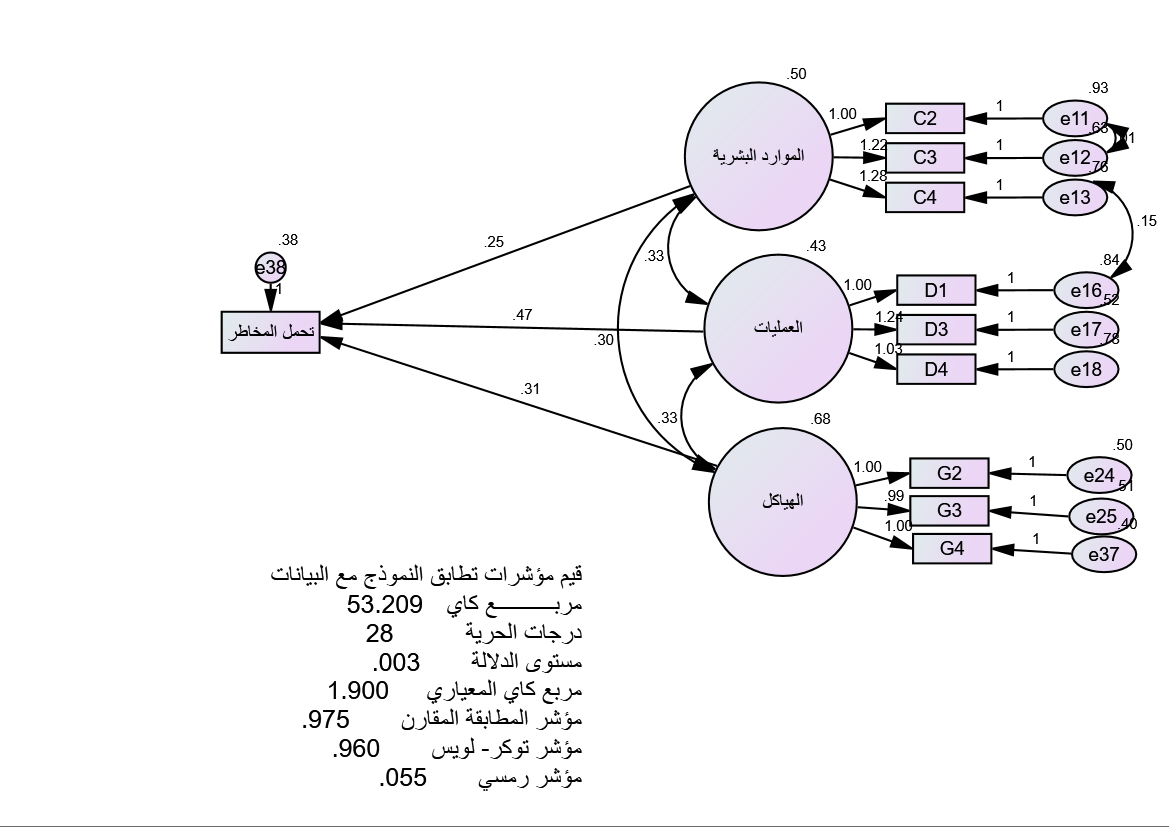 .50
.93
الموارد البشرية
1.00
C2
1
e11
1.22
C3
1
.63
e12
1.28
C4
1
.76
e13
.15
.25
.33
.38
e38
1
تحمل المخاطر
.47
.30
.43
.84
العمليات
1.00
D1
1
e16
1.24
D3
1
.52
e17
1.03
D4
1
.78
e18
.31
.33
.68
.50
الهياكل
1.00
G2
1
e24
.99
G3
1
.51
e25
1.00
G4
1
.40
e37
قيم مؤشرات تطابق النموذج مع البيانات
مربـــــــــع كاي 53.209
درجات الحرية 28
مستوى الدلالة .003
مربع كاي المعياري 1.900
مؤشر المطابقة المقارن .975
مؤشر توكر- لويس .960
مؤشر رمسي .055